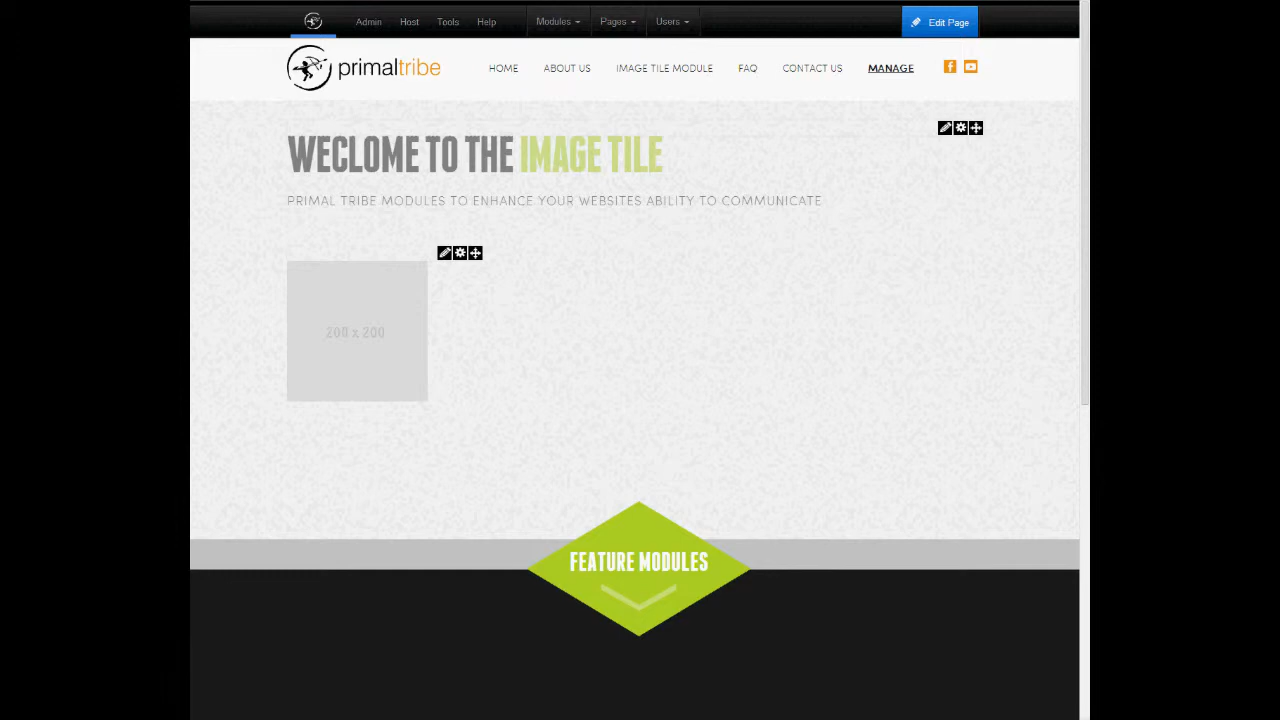 Admin Host Tools Help Modules Pages Users Edit Page
primaltribe HOME ABOUT US IMAGE TILE MODULE FAQ CONTACT US MANAGE
WECLOME TO THE IMAGE TILE
PRIMAL TRIBE MODULES TO ENHANCE YOUR WEBSITES ABILITY TO COMMUNICATE
200 x 200
FEATURE MODULES